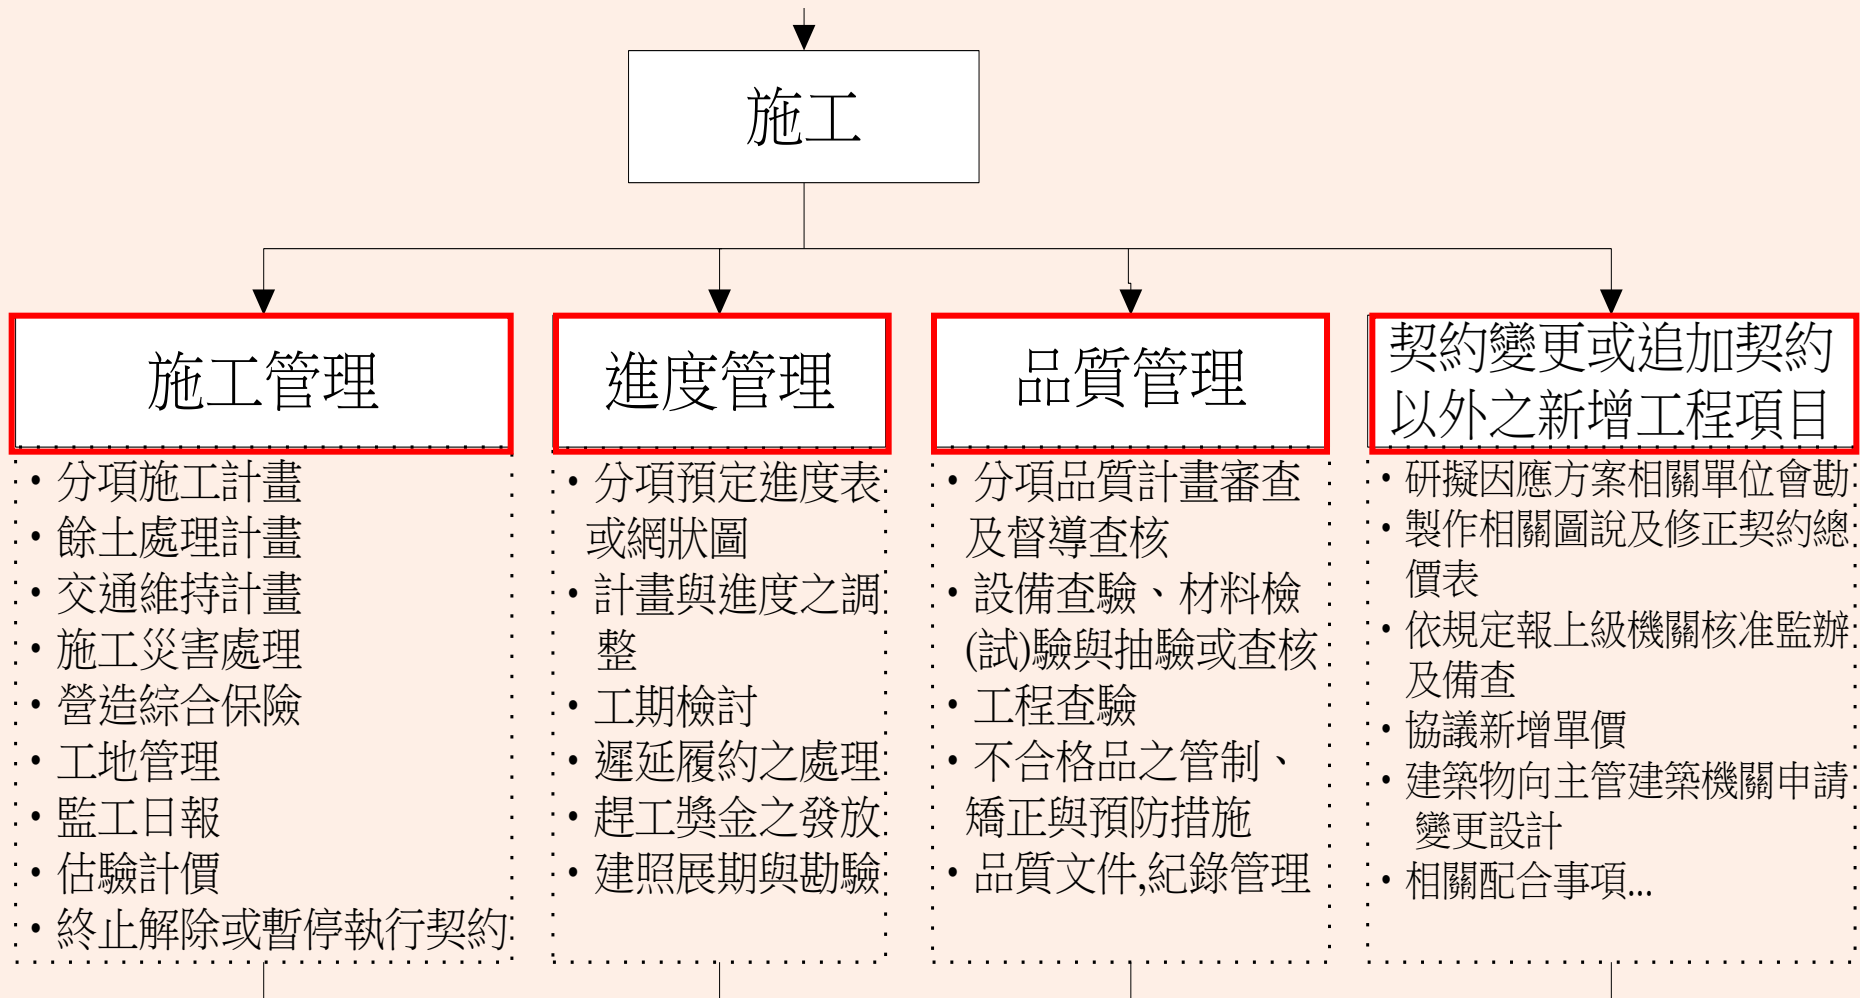 施工
施工管理
・分項施工計畫
・餘土處理計畫
・交通維持計畫
・施工災害處理
・營造綜合保險
・工地管理
・監工日報
・估驗計價
・終止解除或暫停執行契約
進度管理
・分項預定進度表
或網狀圖
・計畫與進度之調
整
・工期檢討
・遲延履約之處理
・趕工獎金之發放
・建照展期與勘驗
品質管理
・分項品質計畫審查
及督導查核
・設備查驗、材料檢
(試)驗與抽驗或查核
・工程查驗
・不合格品之管制、
矯正與預防措施
・品質文件,紀錄管理
契約變更或追加契約
以外之新增工程項目
・研擬因應方案相關單位會勘
・製作相關圖說及修正契約總
價表
・依規定報上級機關核准監辦
及備查
・協議新增單價
・建築物向主管建築機關申請
變更設計
・相關配合事項...